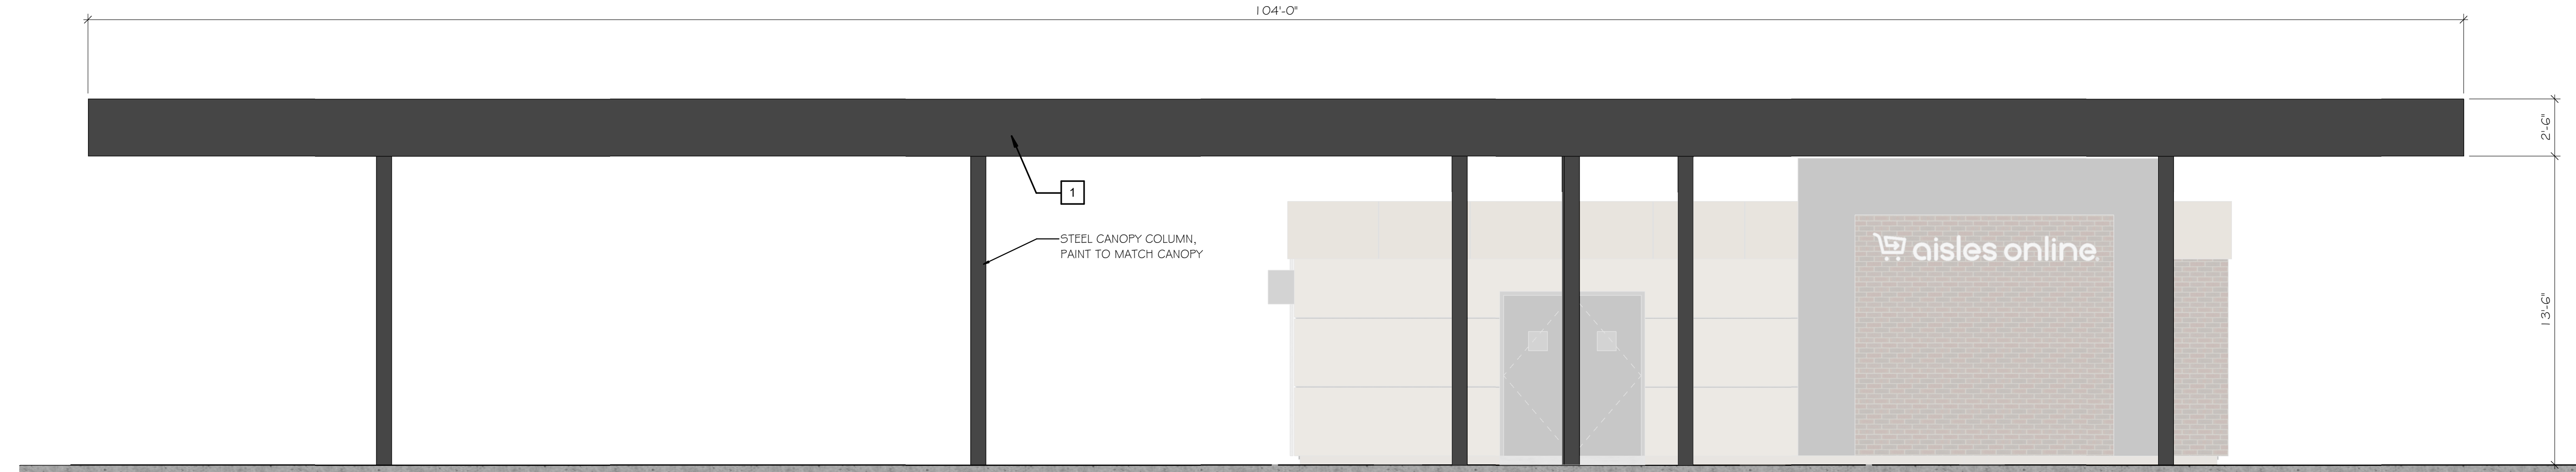 104'-0"
2'-6"
1
STEEL CANOPY COLUMN,
PAINT TO MATCH CANOPY
aisles online
13'-6"